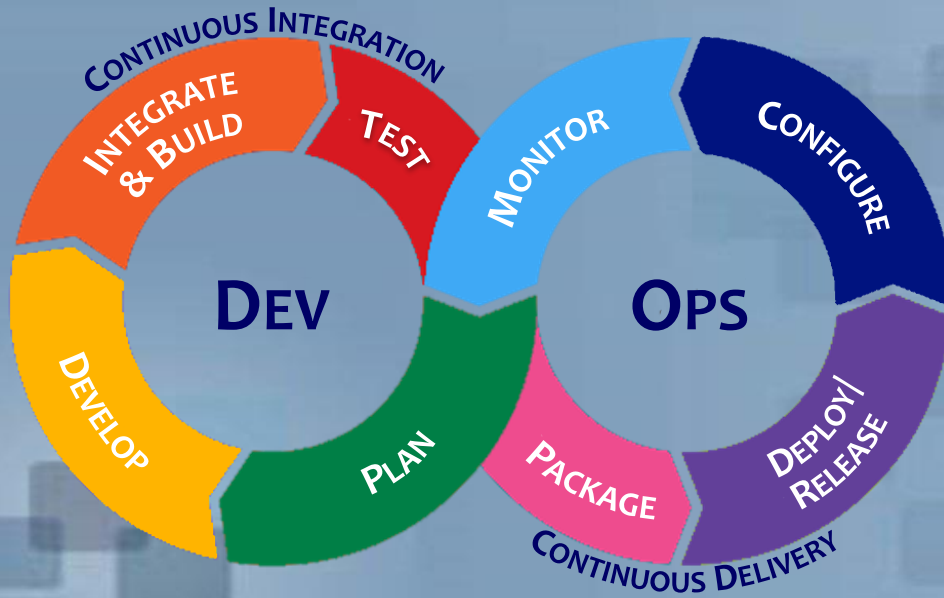 CONTINUOUS INTEGRATION
INTEGRATE
& BUILD
TEST
MONITOR
CONFIGURE
DEV
OPS
DEVELOP
PLAN
PACKAGE
DEPLOY/
RELEASE
CONTINUOUS DELIVERY